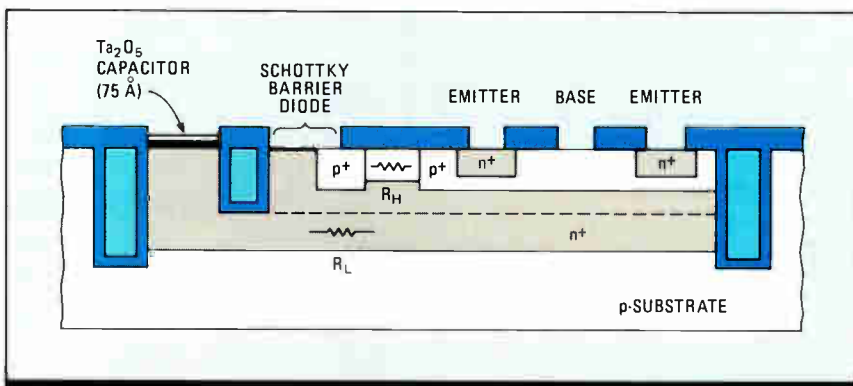 Ta2O5
CAPACITOR
(75 Å)
SCHOTTKY
BARRIER
DIODE
EMITTER
BASE
EMITTER
p+
RH
p+
n+
n+
RL
n+
p-SUBSTRATE